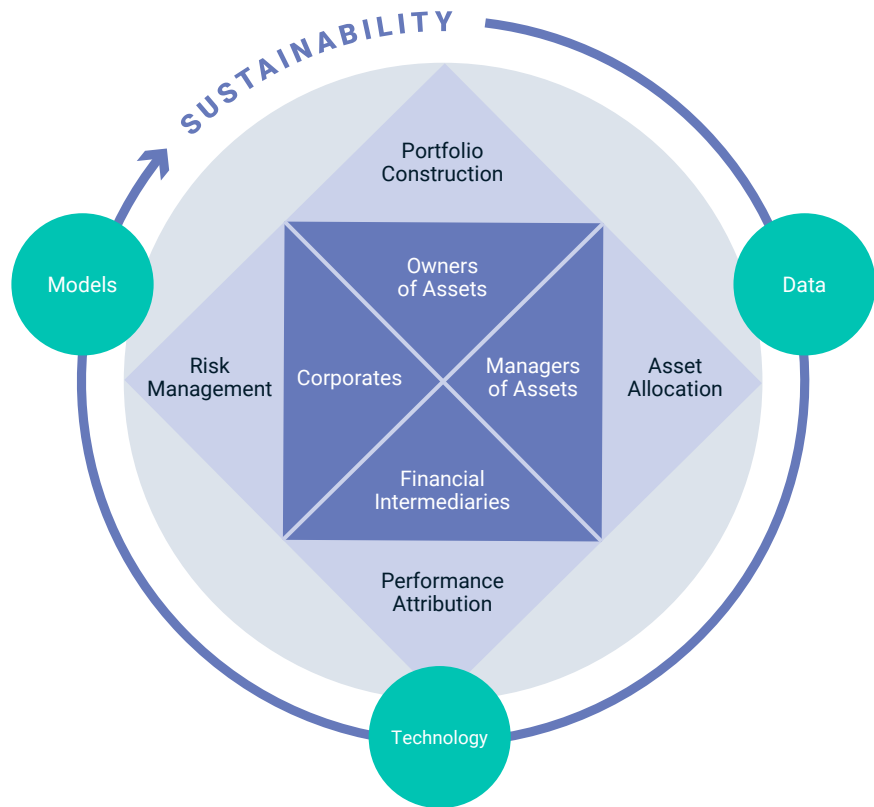 SUSTAINABILITY
Portfolio
Construction
Models
Owners
of Assets
Data
Risk
Management
Corporates
Managers
of Assets
Asset
Allocation
Financial
Intermediaries
Performance
Attribution
Technology